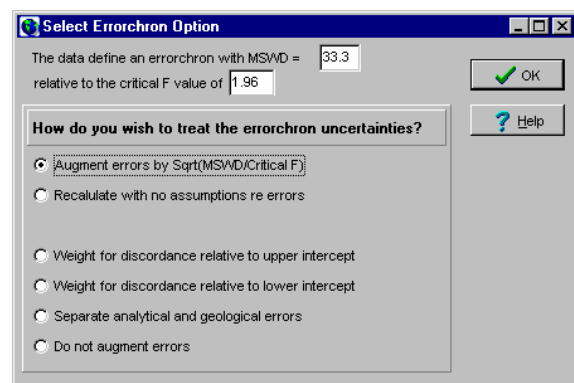 Select Errorchron Option
The data define an errorchron with MSWD = 33.3
relative to the critical F value of 1.96
OK
Help
How do you wish to treat the errorchron uncertainties?
Augment errors by Sqrt(MSWD/Critical F)
Recalulate with no assumptions re errors
Weight for discordance relative to upper intercept
Weight for discordance relative to lower intercept
Separate analytical and geological errors
Do not augment errors